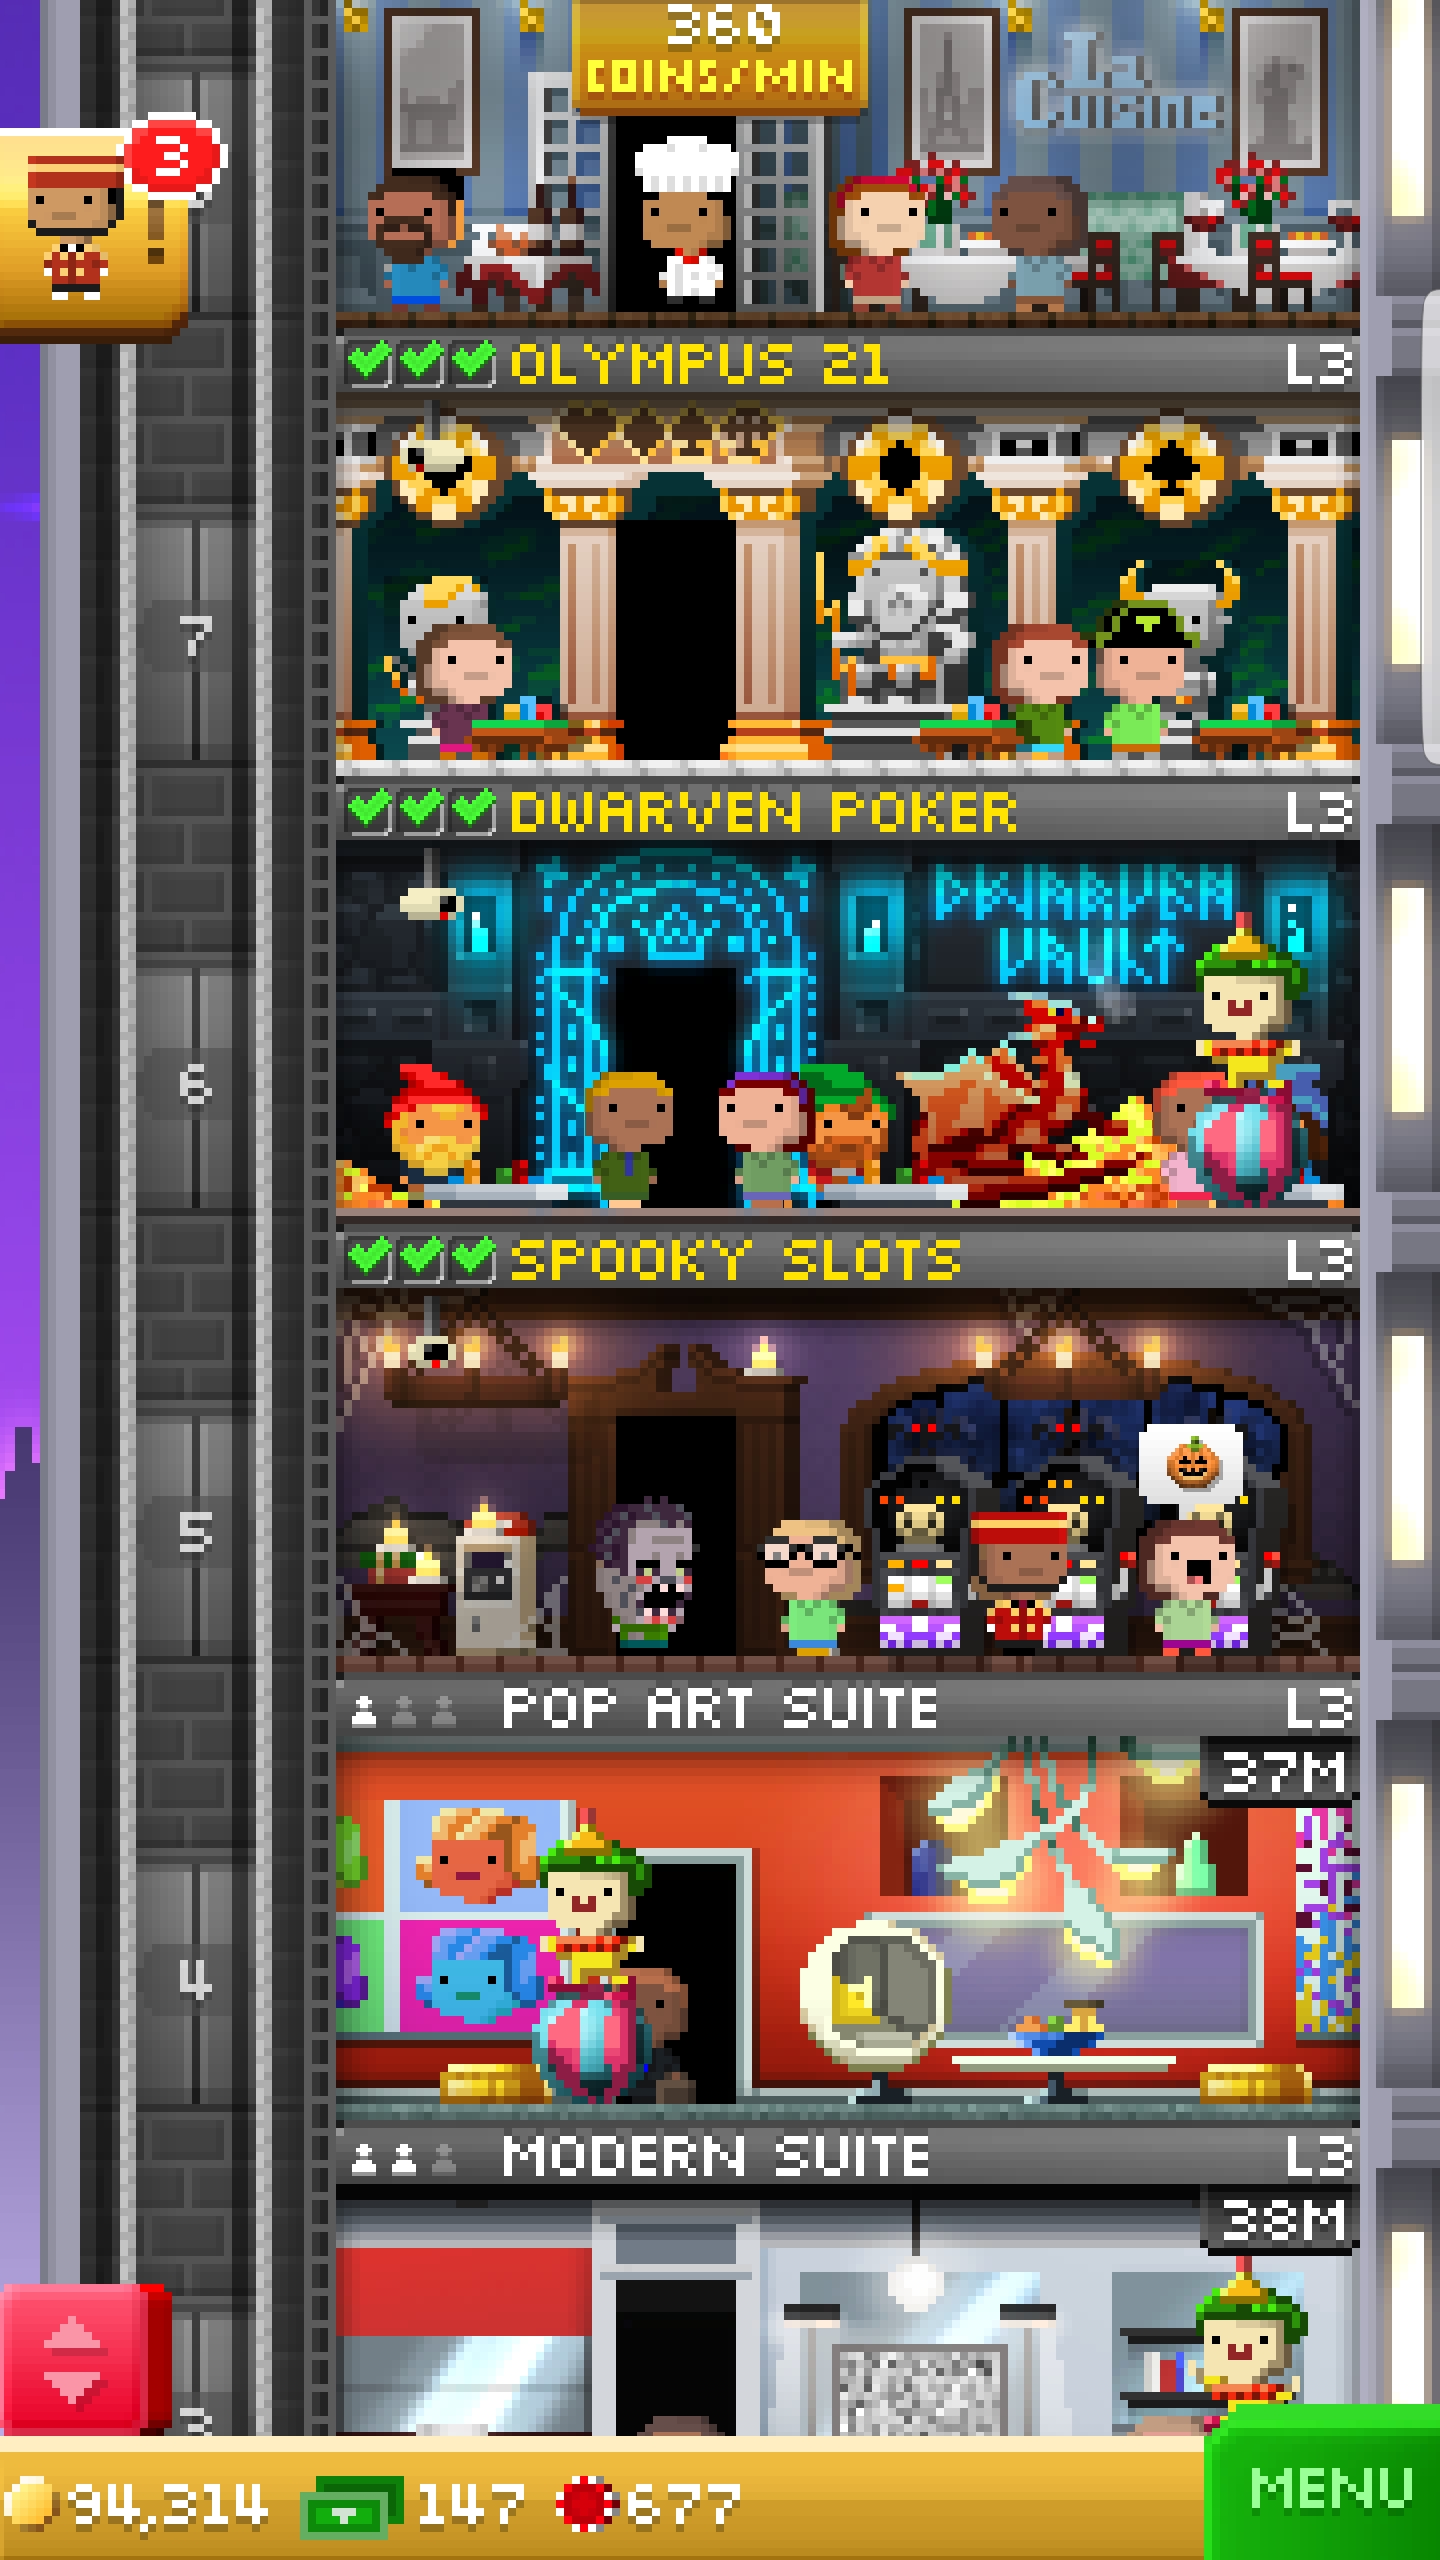 360
COINS/MIN
La
Cuisine
3
OLYMPUS 21
L3
7
DWARVEN POKER
L3
DWARVEN
VAULT
6
SPOOKY SLOTS
L3
5
POP ART SUITE
L3
37M
4
MODERN SUITE
L3
38M
3
94,314
147
677
MENU